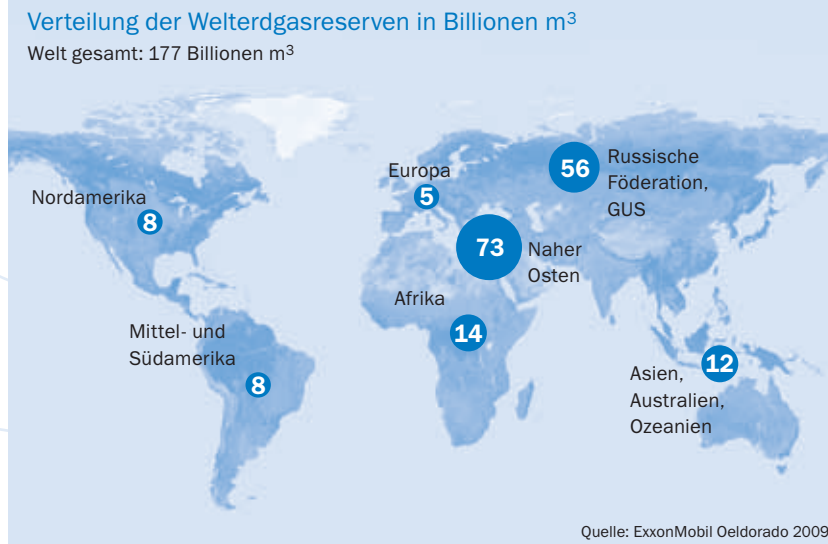 Verteilung der Welterdgasreserven in Billionen m³
Welt gesamt: 177 Billionen m³
Nordamerika
8
Europa
5
56
Russische
Föderation,
GUS
73
Naher
Osten
Afrika
14
Mittel- und
Südamerika
8
12
Asien,
Australien,
Ozeanien
Quelle: ExxonMobil Oeldorado 2009